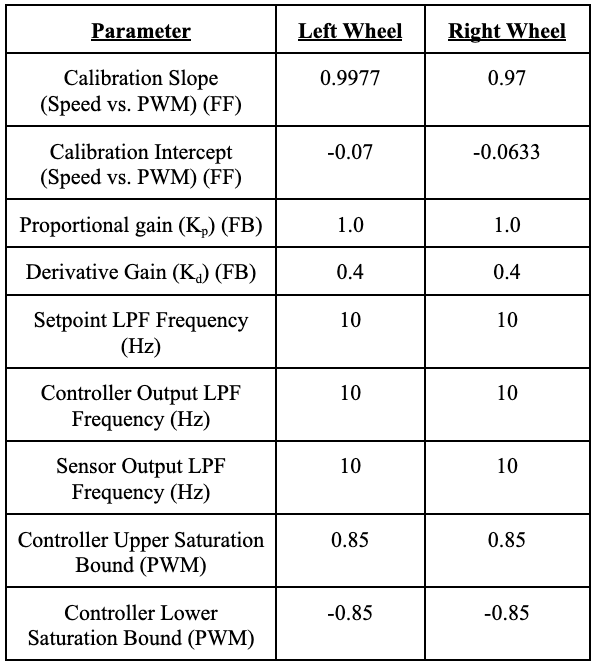 Parameter Left Wheel Right Wheel
Calibration Slope 0.9977 0.97
(Speed vs. PWM) (FF)
Calibration Intercept -0.07 -0.0633
(Speed vs. PWM) (FF)
Proportional gain (Kₚ) (FB) 1.0 1.0
Derivative Gain (K_d) (FB) 0.4 0.4
Setpoint LPF Frequency 10 10
(Hz)
Controller Output LPF 10 10
Frequency (Hz)
Sensor Output LPF 10 10
Frequency (Hz)
Controller Upper Saturation 0.85 0.85
Bound (PWM)
Controller Lower -0.85 -0.85
Saturation Bound (PWM)